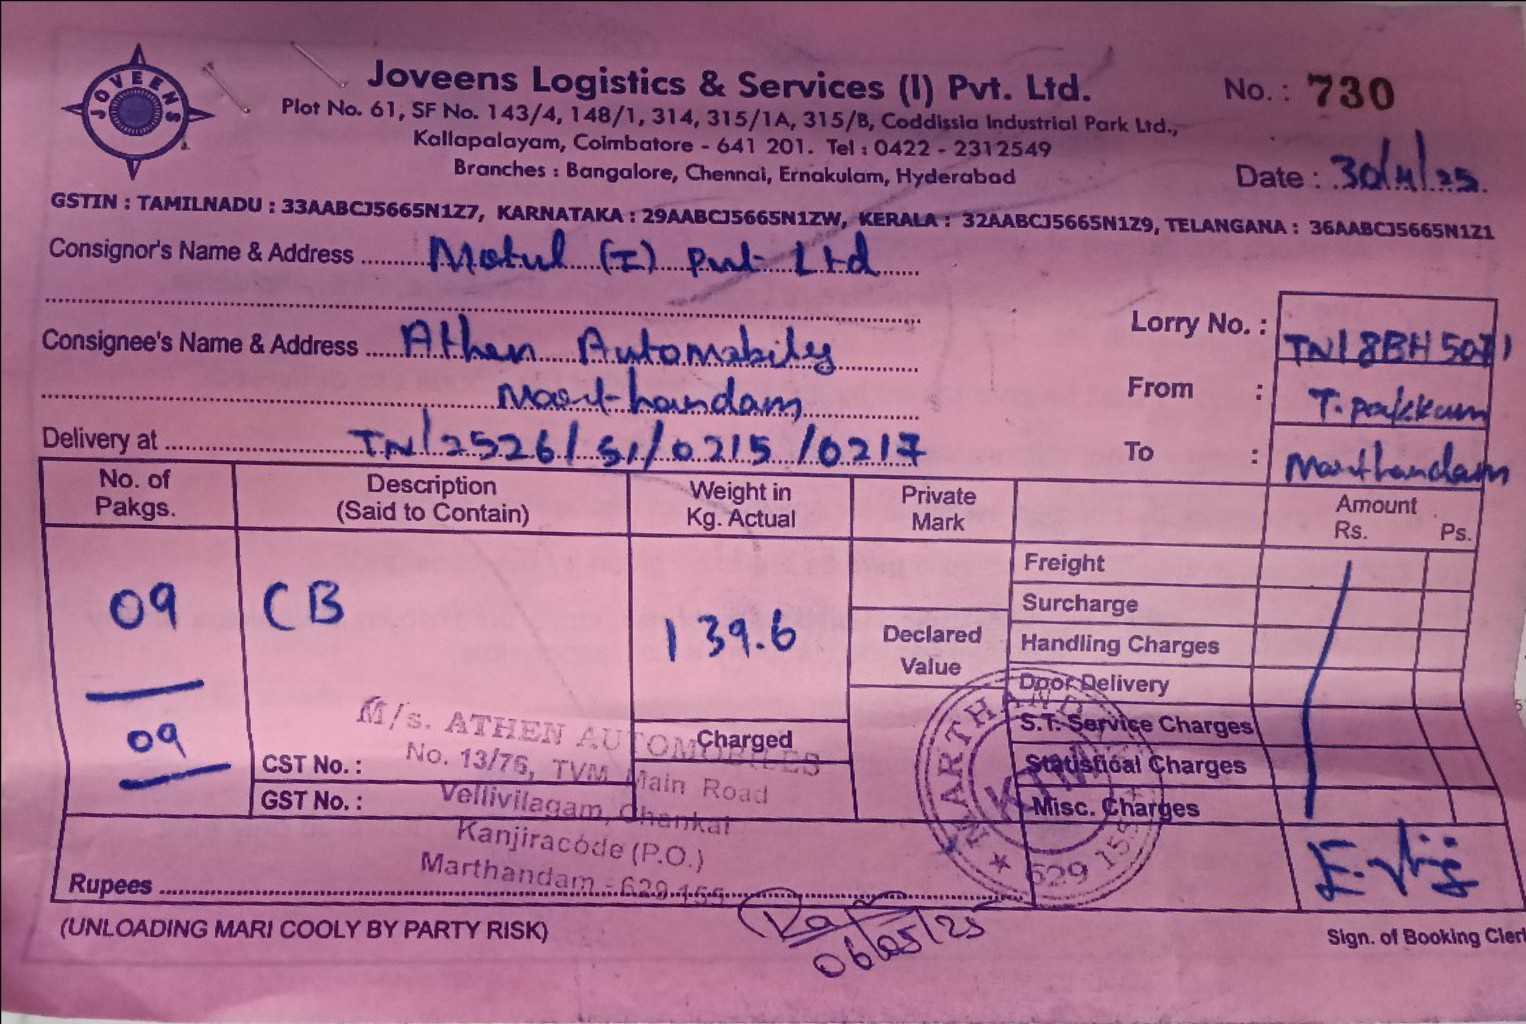 JOVEENS
Joveens Logistics & Services (I) Pvt. Ltd.
No. : 730
Plot No. 61, SF No. 143/4, 148/1, 314, 315/1A, 315/B, Coddissia Industrial Park Ltd.,
Kallapalayam, Coimbatore - 641 201. Tel : 0422 - 2312549
Branches : Bangalore, Chennai, Ernakulam, Hyderabad
Date : 30/4/25
GSTIN : TAMILNADU : 33AABCJ5665N1Z7, KARNATAKA : 29AABCJ5665N1ZW, KERALA : 32AABCJ5665N1Z9, TELANGANA : 36AABCJ5665N1Z1
Consignor's Name & Address Motul (I) Pvt Ltd
Lorry No. :
Consignee's Name & Address Athen
Marthandam
From : T. pakkum
Delivery at TN/2526/SI/0215/0217
To : Marthandam
No. of Pakgs.
Description (Said to Contain)
Weight in Kg. Actual
Private Mark
Amount Rs. Ps.
09
CB
139.6
Declared Value
Freight
Surcharge
Handling Charges
Door Delivery
S.T. Service Charges
Statistical Charges
Misc. Charges
09
Charged
CST No. :
GST No. :
M/s. ATHEN AUTOMOBILES
No. 13/76, TVM Main Road
Vellivilagam, Chankai
Kanjiracode (P.O.)
Marthandam - 629 155
629 155
Rupees
06/05/25
(UNLOADING MARI COOLY BY PARTY RISK)
Sign. of Booking Clerk